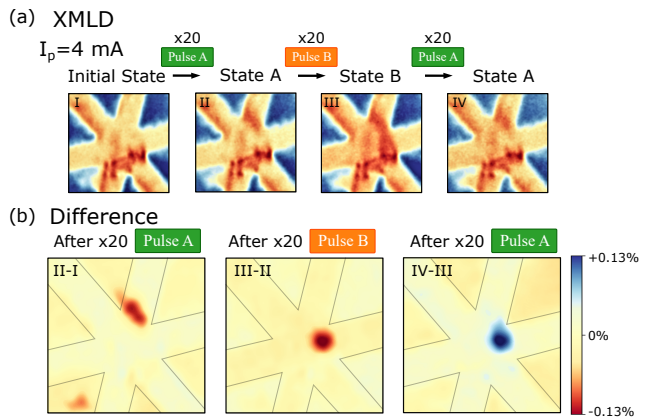 (a) XMLD
I_p=4 mA
x20 x20 x20
Pulse A Pulse B Pulse A
Initial State State A State B State A
I II III IV
(b) Difference
After x20 Pulse A After x20 Pulse B After x20 Pulse A
II-I III-II IV-III
+0.13%
0%
-0.13%